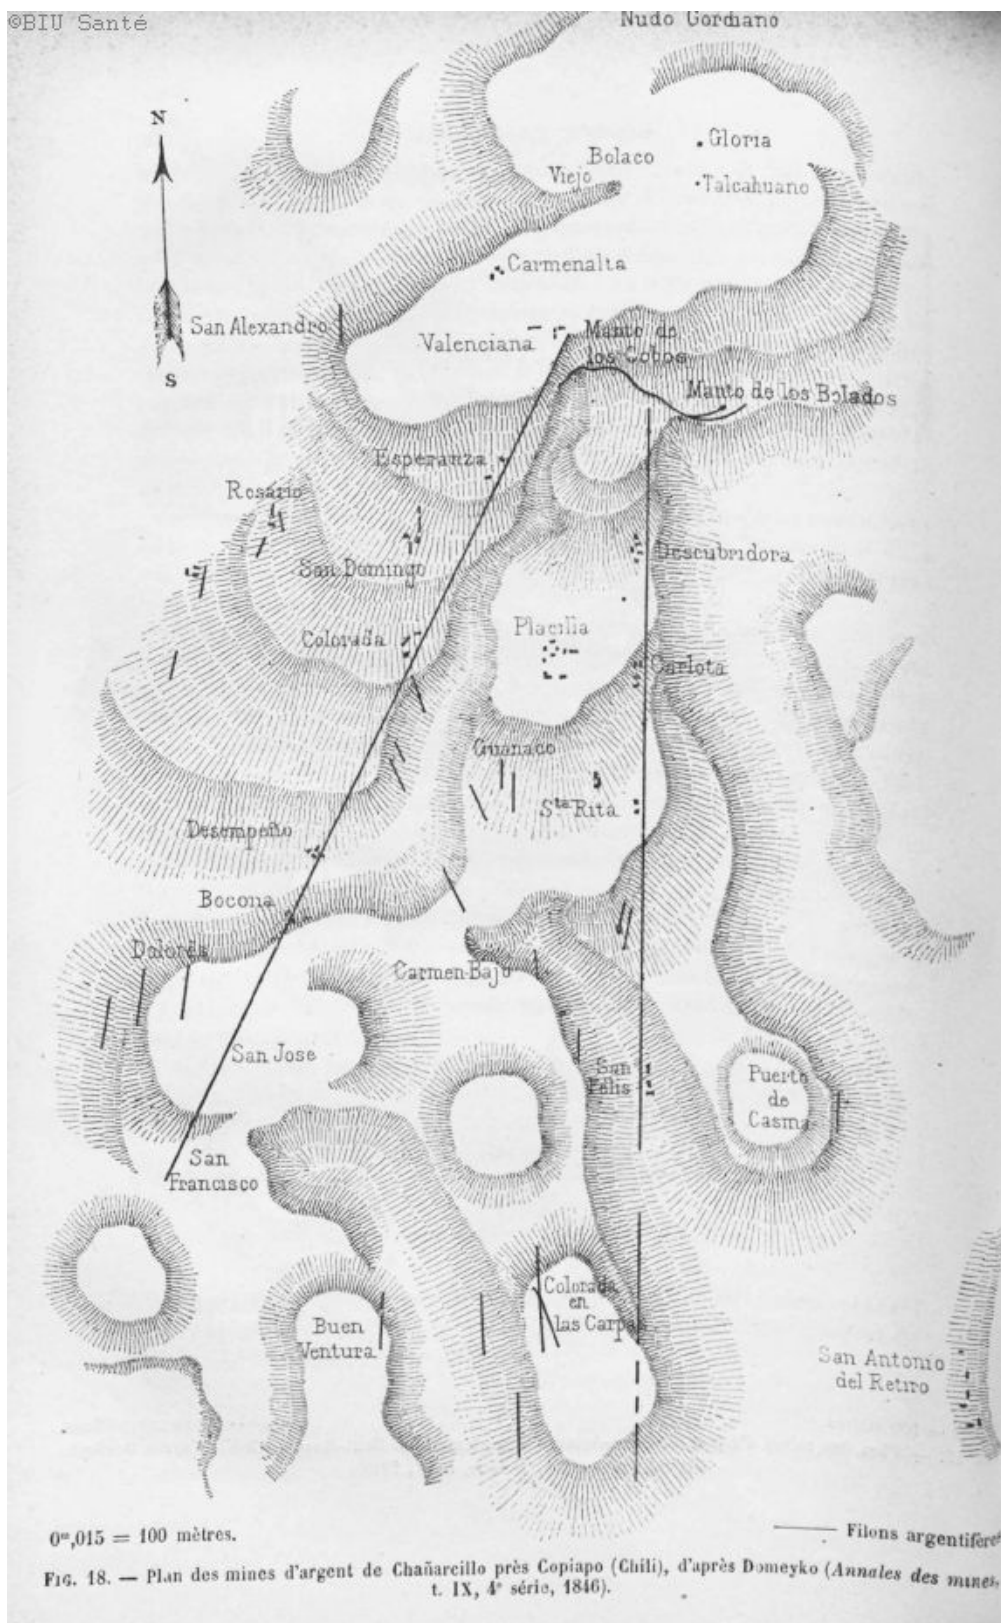 ©BIU Santé
Nudo Gordiano
N
Gloria
Bolaco
Viejo
Talcahuano
Carmenalta
San Alexandro
S
Valenciana
Manto de
los Cobos
Manto de los Bolados
Esperanza
Rosario
San Domingo
Descubridora
Placilla
Colorada
Carlota
Guanaco
Sta Rita
Desempeño
Bocona
Dolores
Carmen Bajo
San Jose
San
Félis
Puerto
de
Casma
San
Francisco
Colorada
en
las Carpas
Buen
Ventura
San Antonio
del Retiro
0m,015 = 100 mètres.
Filons argentifères
FIG. 18. — Plan des mines d'argent de Chañarcillo près Copiapo (Chili), d'après Domeyko (Annales des mines,
t. IX, 4e série, 1846).